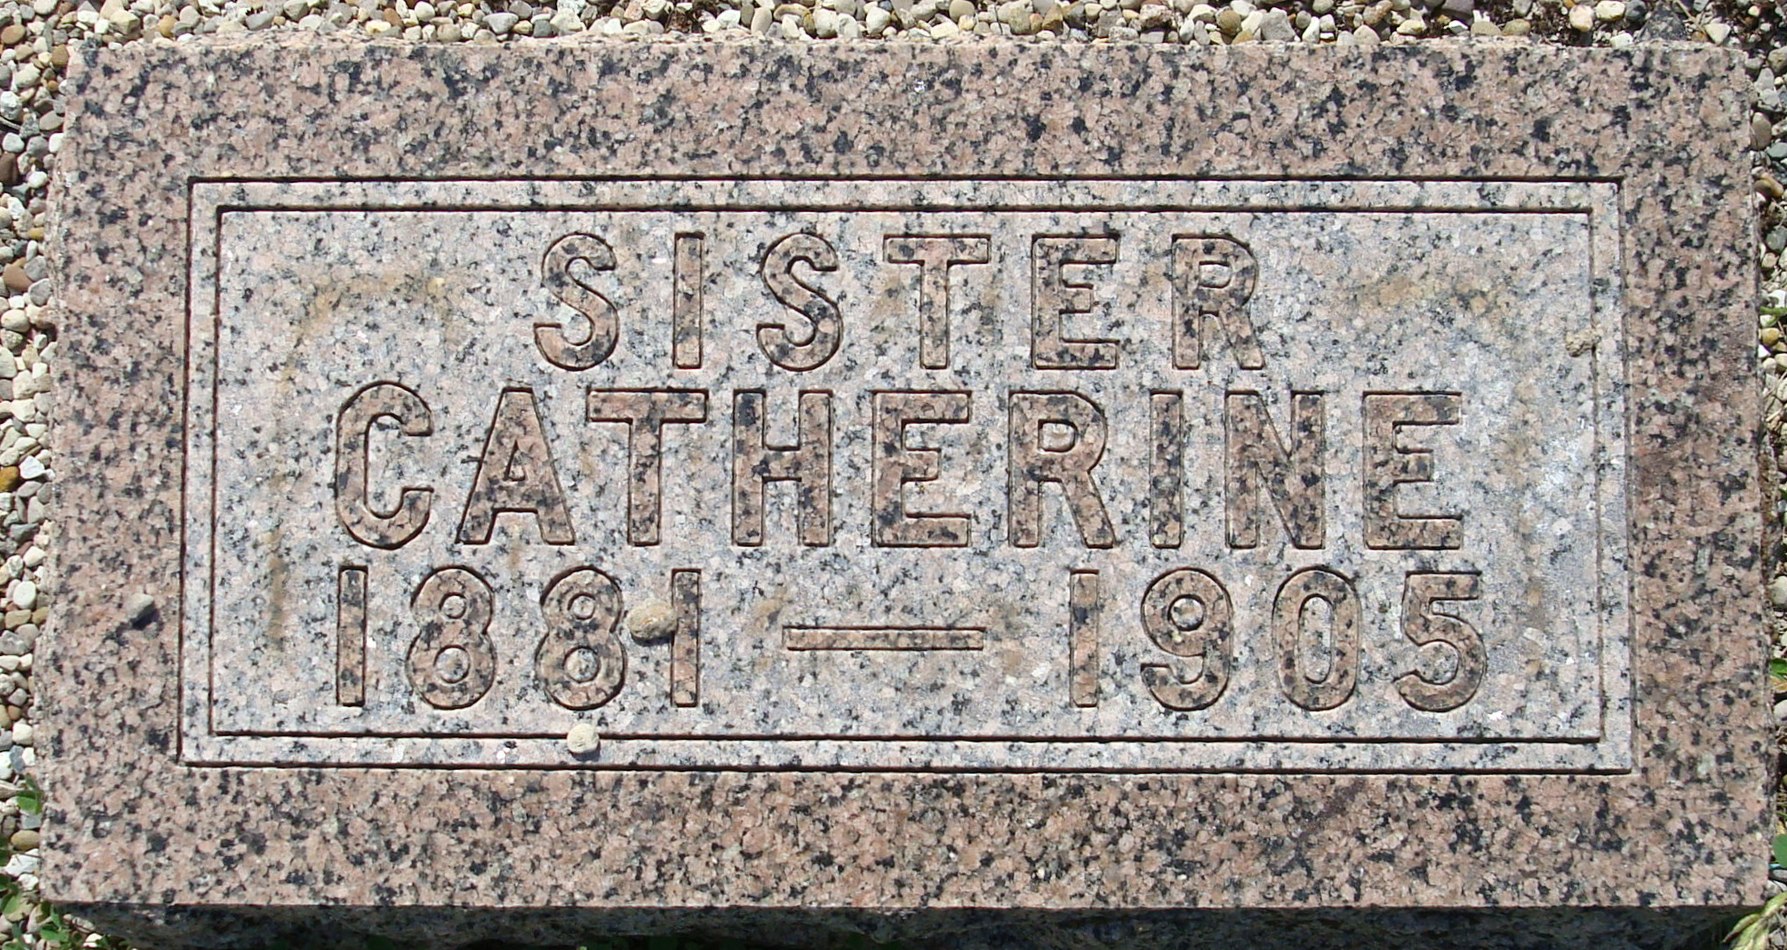 SISTER
CATHERINE
1881 — 1905